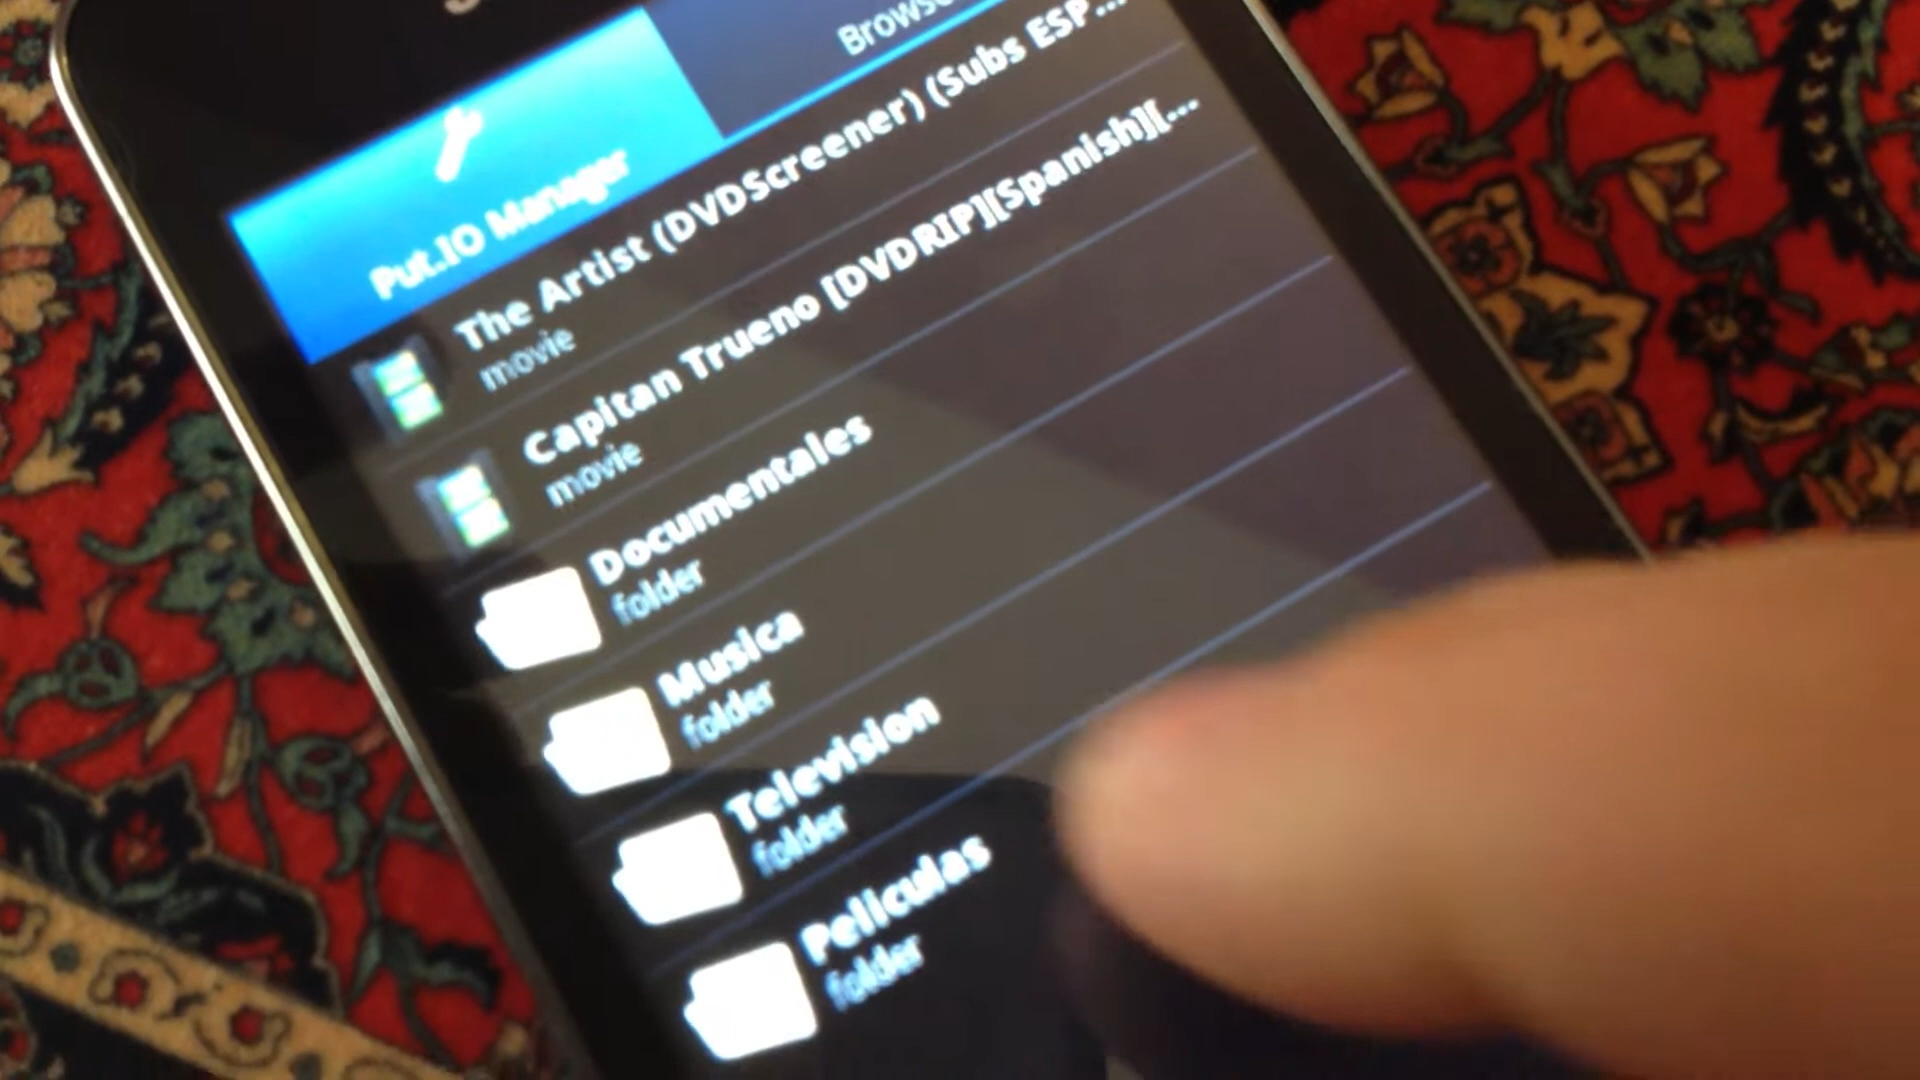 Put.IO Manager
Browse
The Artist (DVDScreener) (Subs ESP...
movie
Capitan Trueno [DVDRIP][Spanish][...
movie
Documentales
folder
Musica
folder
Television
folder
Peliculas
folder